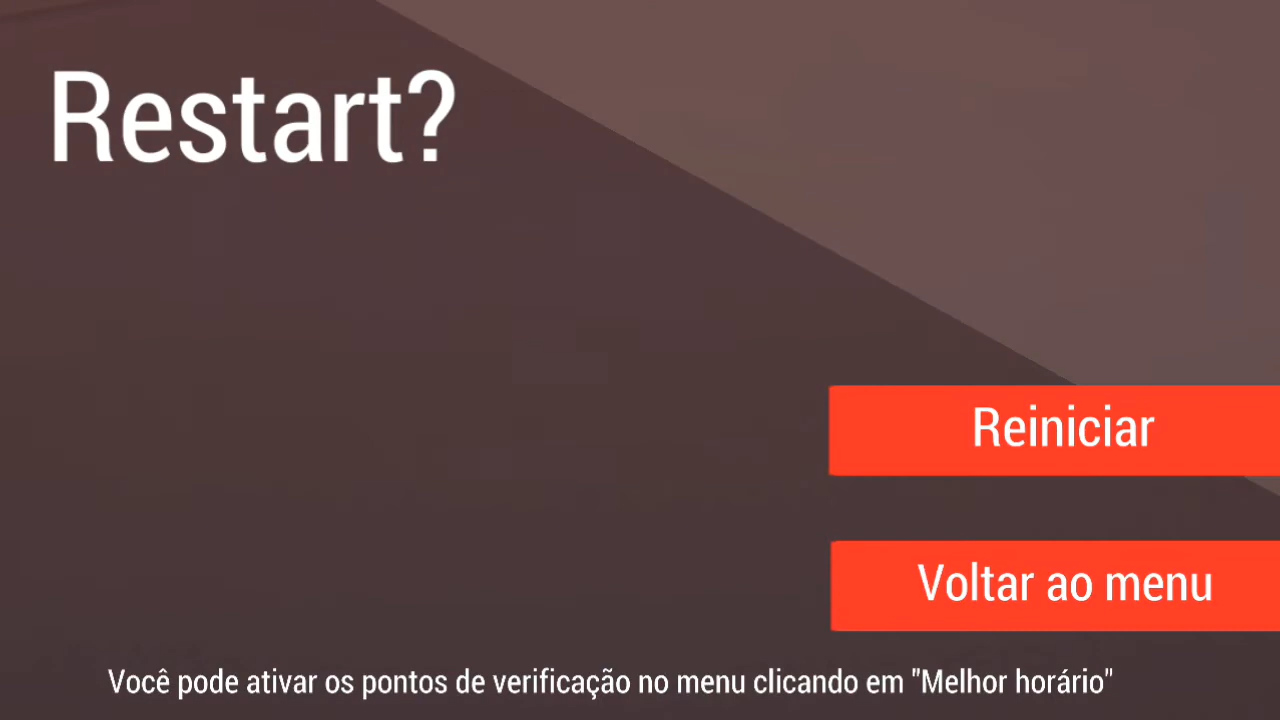 Restart?
Reiniciar
Voltar ao menu
Você pode ativar os pontos de verificação no menu clicando em "Melhor horário"